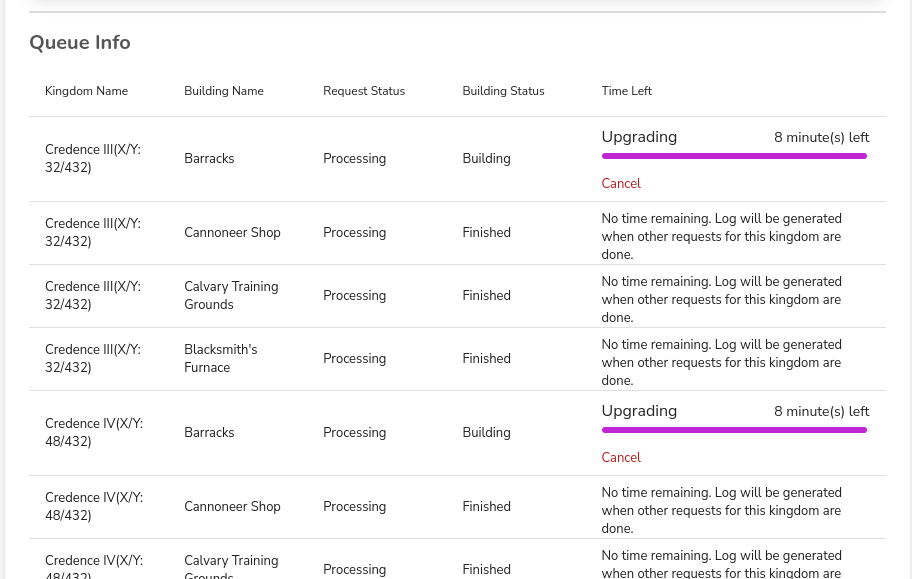 Queue Info
Kingdom Name Building Name Request Status Building Status Time Left
Credence III(X/Y: 32/432) Barracks Processing Building Upgrading 8 minute(s) left
Cancel
Credence III(X/Y: 32/432) Cannoneer Shop Processing Finished No time remaining. Log will be generated when other requests for this kingdom are done.
Credence III(X/Y: 32/432) Calvary Training Grounds Processing Finished No time remaining. Log will be generated when other requests for this kingdom are done.
Credence III(X/Y: 32/432) Blacksmith's Furnace Processing Finished No time remaining. Log will be generated when other requests for this kingdom are done.
Credence IV(X/Y: 48/432) Barracks Processing Building Upgrading 8 minute(s) left
Cancel
Credence IV(X/Y: 48/432) Cannoneer Shop Processing Finished No time remaining. Log will be generated when other requests for this kingdom are done.
Credence IV(X/Y: 48/432) Calvary Training Grounds Processing Finished No time remaining. Log will be generated when other requests for this kingdom are